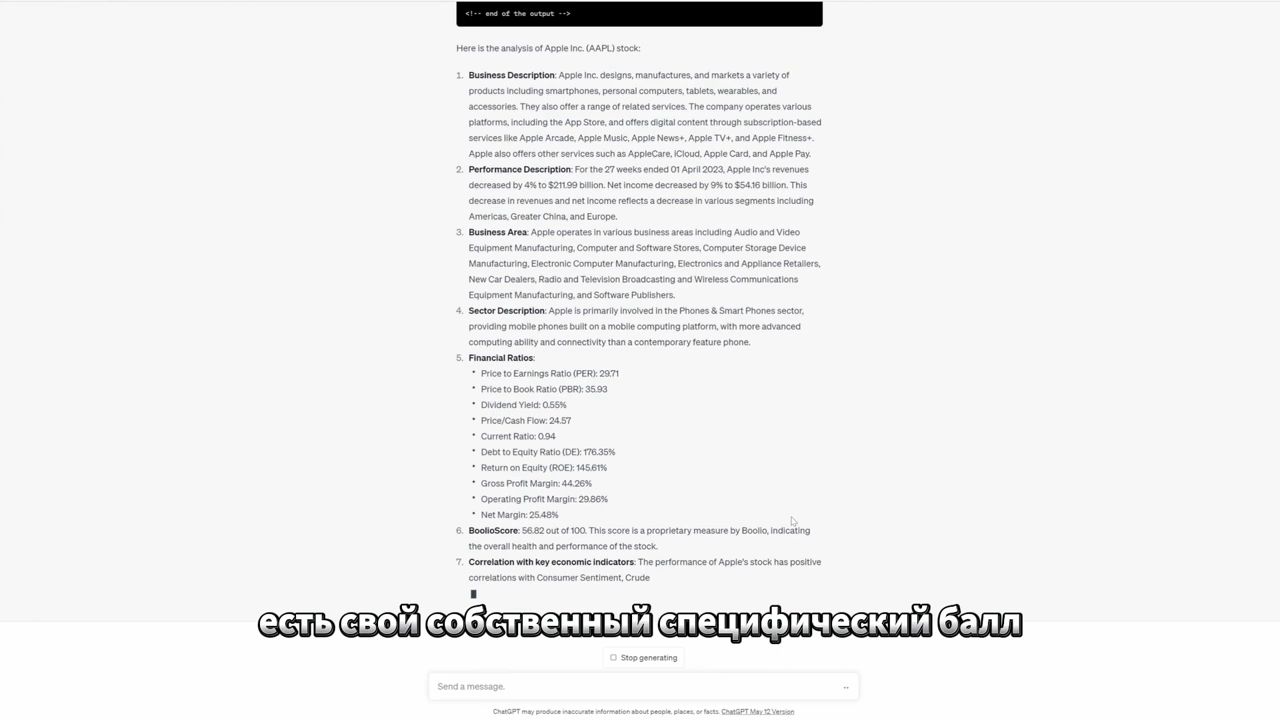 <!-- end of the output -->
Here is the analysis of Apple Inc. (AAPL) stock:
1. Business Description: Apple Inc. designs, manufactures, and markets a variety of
products including smartphones, personal computers, tablets, wearables, and
accessories. They also offer a range of related services. The company operates various
platforms, including the App Store, and offers digital content through subscription-based
services like Apple Arcade, Apple Music, Apple News+, Apple TV+, and Apple Fitness+.
Apple also offers other services such as AppleCare, iCloud, Apple Card, and Apple Pay.
2. Performance Description: For the 27 weeks ended 01 April 2023, Apple Inc's revenues
decreased by 4% to $211.99 billion. Net income decreased by 9% to $54.16 billion. This
decrease in revenues and net income reflects a decrease in various segments including
Americas, Greater China, and Europe.
3. Business Area: Apple operates in various business areas including Audio and Video
Equipment Manufacturing, Computer and Software Stores, Computer Storage Device
Manufacturing, Electronic Computer Manufacturing, Electronics and Appliance Retailers,
New Car Dealers, Radio and Television Broadcasting and Wireless Communications
Equipment Manufacturing, and Software Publishers.
4. Sector Description: Apple is primarily involved in the Phones & Smart Phones sector,
providing mobile phones built on a mobile computing platform, with more advanced
computing ability and connectivity than a contemporary feature phone.
5. Financial Ratios:
• Price to Earnings Ratio (PER): 29.71
• Price to Book Ratio (PBR): 35.93
• Dividend Yield: 0.55%
• Price/Cash Flow: 24.57
• Current Ratio: 0.94
• Debt to Equity Ratio (DE): 176.35%
• Return on Equity (ROE): 145.61%
• Gross Profit Margin: 44.26%
• Operating Profit Margin: 29.86%
• Net Margin: 25.48%
6. BoolioScore: 56.82 out of 100. This score is a proprietary measure by Boolio, indicating
the overall health and performance of the stock.
7. Correlation with key economic indicators: The performance of Apple's stock has positive
correlations with Consumer Sentiment, Crude
есть свой собственный специфический балл
Stop generating
Send a message.
ChatGPT may produce inaccurate information about people, places, or facts. ChatGPT May 12 Version